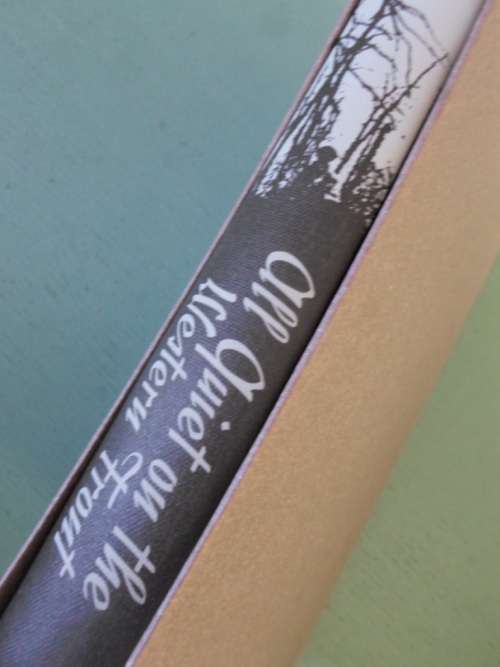 All Quiet on the
Western Front